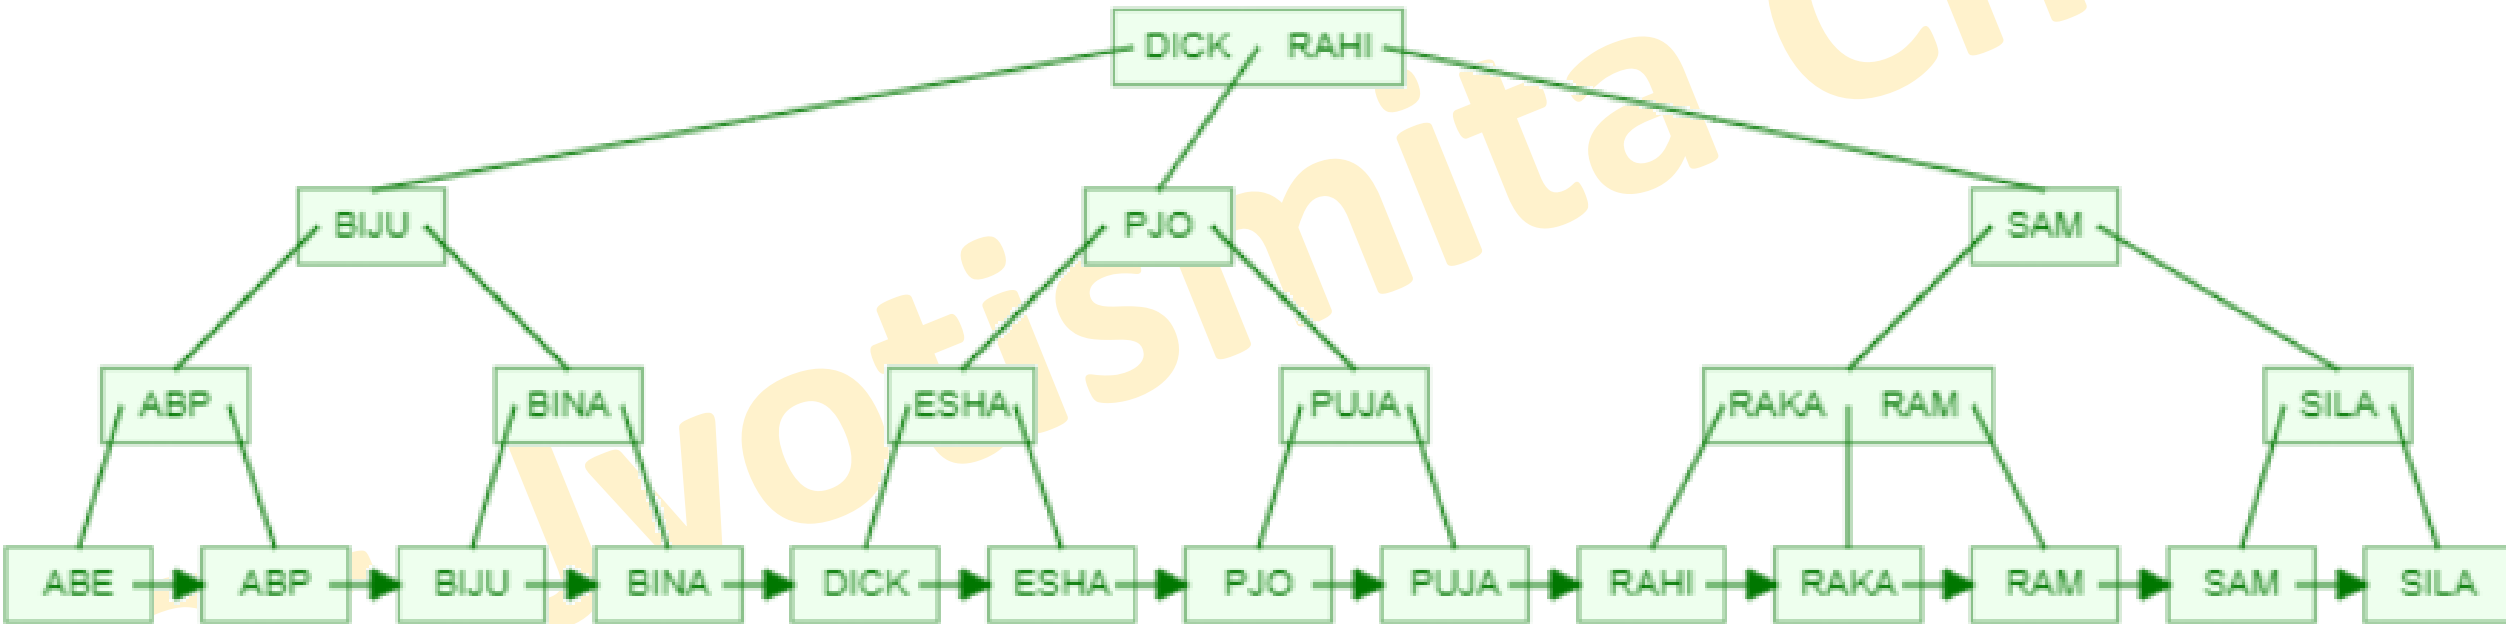 DICK RAHI
BIJU PJO SAM
ABP BINA ESHA PUJA RAKA RAM SILA
ABE ABP BIJU BINA DICK ESHA PJO PUJA RAHI RAKA RAM SAM SILA
Jyotismita